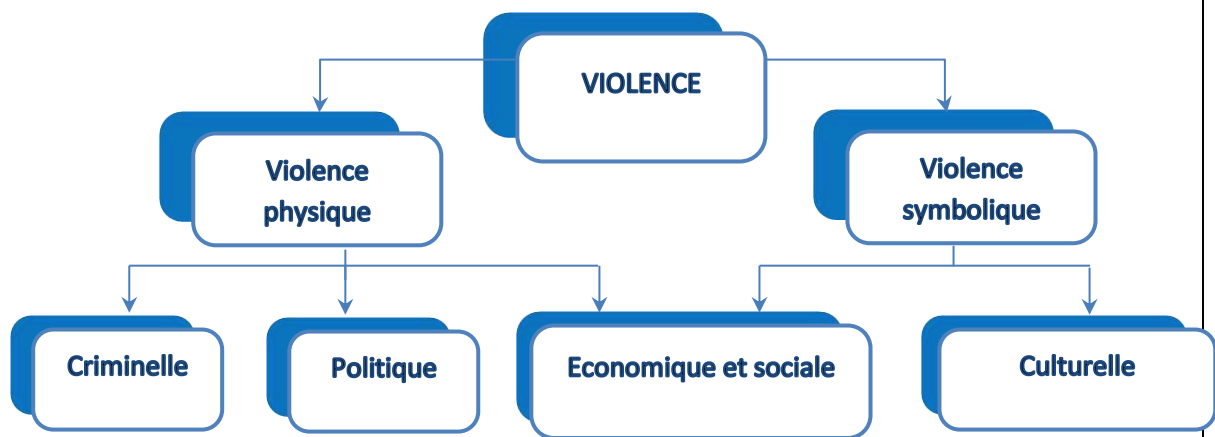 VIOLENCE
Violence
physique
Violence
symbolique
Criminelle
Politique
Economique et sociale
Culturelle